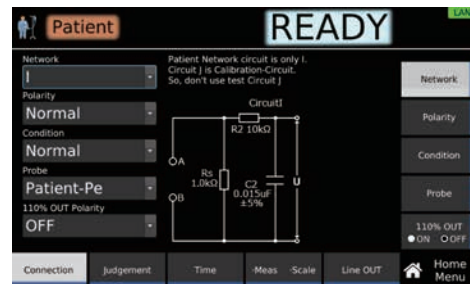 LAN
Patient
READY
Network
I
Polarity
Normal
Condition
Normal
Probe
Patient-Pe
110% OUT Polarity
OFF
Patient Network circuit is only I.
Circuit J is Calibration-Circuit.
So, don't use test Circuit J
CircuitI
R2 10kΩ
A
Rs
1.0kΩ
B
C2
0.015uF
±5%
U
Network
Polarity
Condition
Probe
110% OUT
ON OFF
Connection Judgement Time -Meas -Scale Line OUT Home
Menu